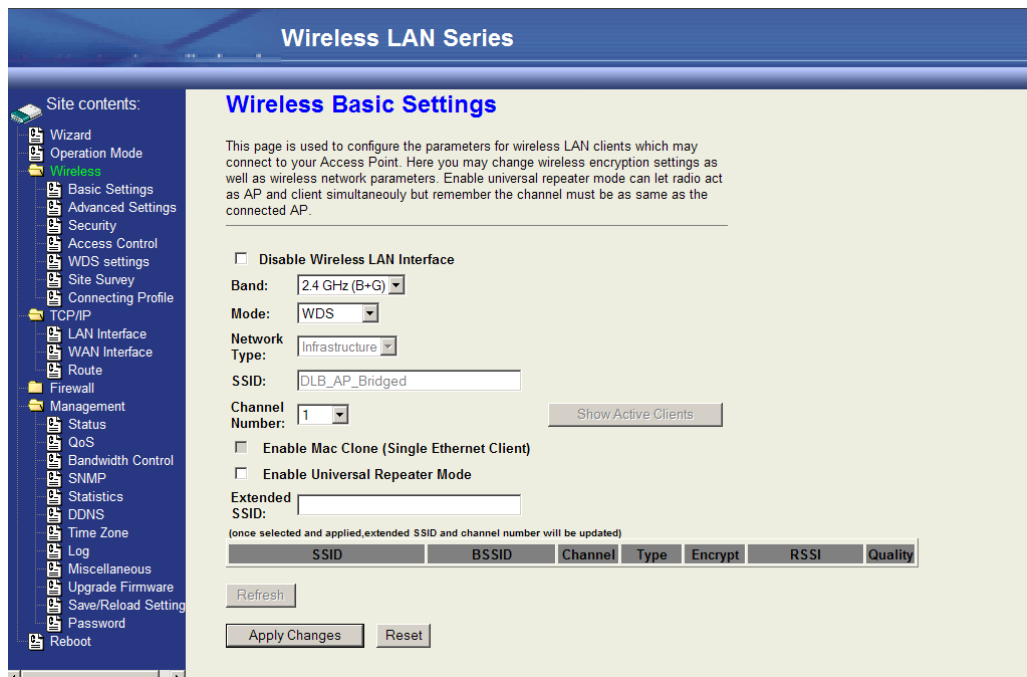 Wireless LAN Series
Site contents:
Wizard
Operation Mode
Wireless
Basic Settings
Advanced Settings
Security
Access Control
WDS settings
Site Survey
Connecting Profile
TCP/IP
LAN Interface
WAN Interface
Route
Firewall
Management
Status
QoS
Bandwidth Control
SNMP
Statistics
DDNS
Time Zone
Log
Miscellaneous
Upgrade Firmware
Save/Reload Setting
Password
Reboot
Wireless Basic Settings
This page is used to configure the parameters for wireless LAN clients which may
connect to your Access Point. Here you may change wireless encryption settings as
well as wireless network parameters. Enable universal repeater mode can let radio act
as AP and client simultaneouly but remember the channel must be as same as the
connected AP.
Disable Wireless LAN Interface
Band: 2.4 GHz (B+G)
Mode: WDS
Network
Type: Infrastructure
SSID: DLB_AP_Bridged
Channel
Number: 1 Show Active Clients
Enable Mac Clone (Single Ethernet Client)
Enable Universal Repeater Mode
Extended
SSID:
(once selected and applied,extended SSID and channel number will be updated)
SSID BSSID Channel Type Encrypt RSSI Quality
Refresh
Apply Changes Reset